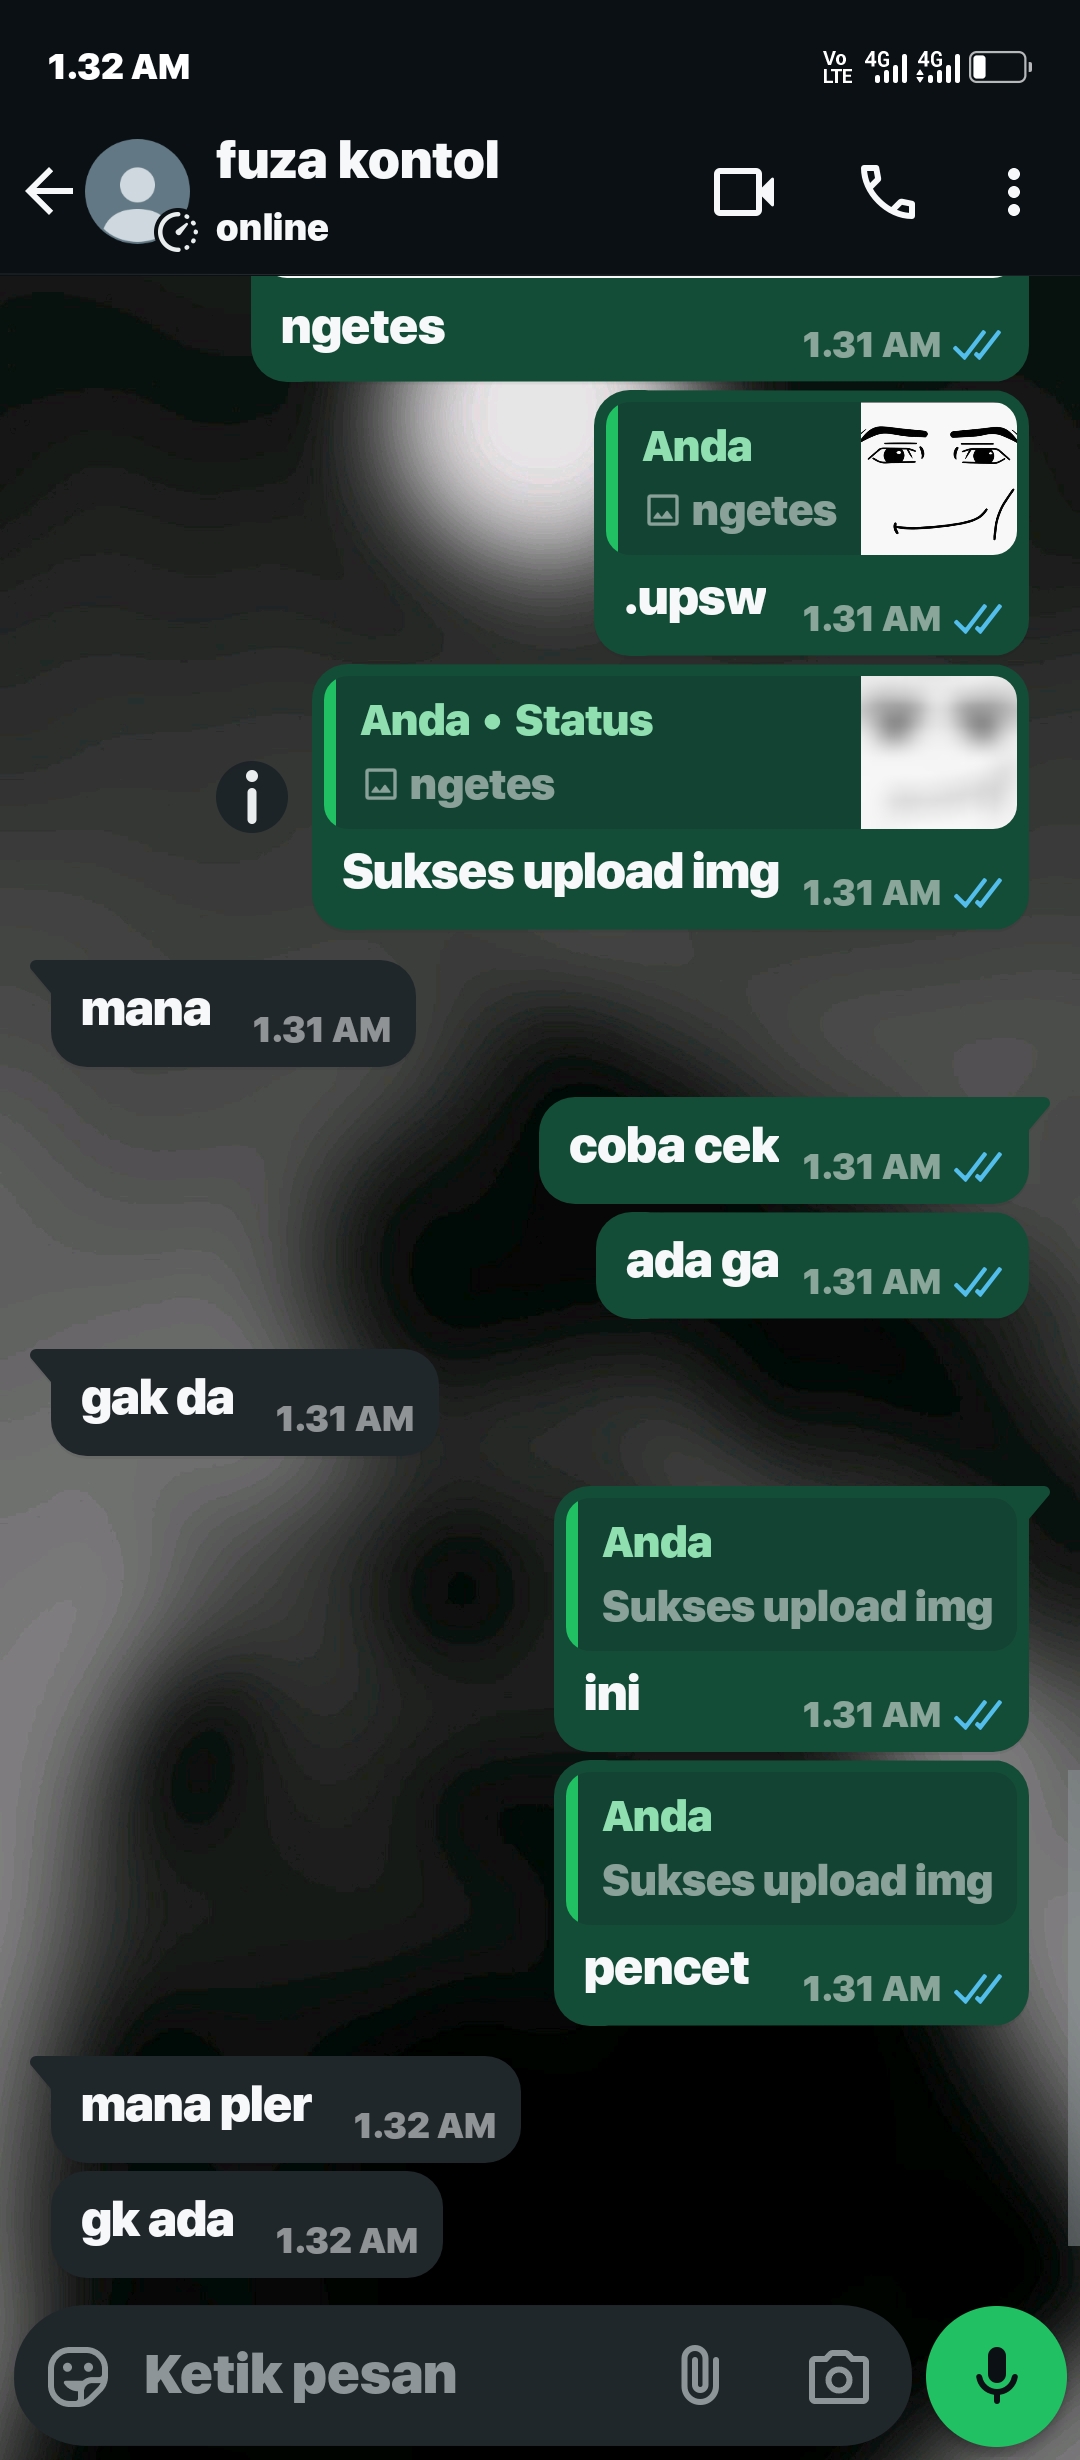 1.32 AM
Vo LTE 4G 4G
fuza kontol
online
ngetes
1.31 AM
Anda
ngetes
.upsw
1.31 AM
Anda • Status
ngetes
Sukses upload img
1.31 AM
mana
1.31 AM
coba cek
1.31 AM
ada ga
1.31 AM
gak da
1.31 AM
Anda
Sukses upload img
ini
1.31 AM
Anda
Sukses upload img
pencet
1.31 AM
mana pler
1.32 AM
gk ada
1.32 AM
Ketik pesan